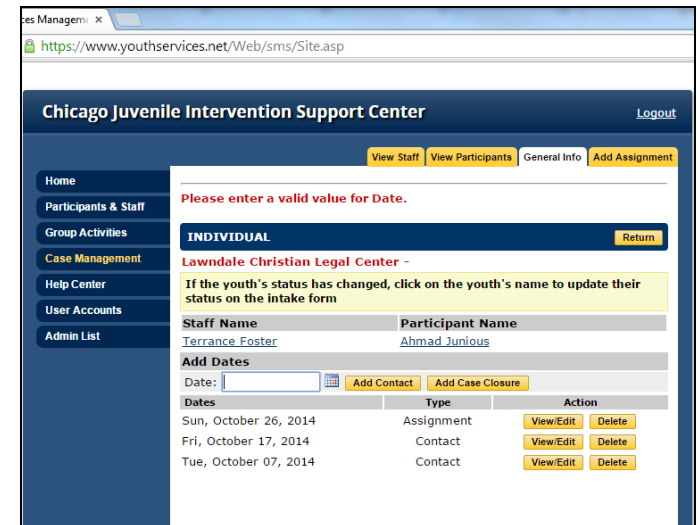 ces Managem ×
https://www.youthservices.net/Web/sms/Site.asp
Chicago Juvenile Intervention Support Center
Logout
View Staff View Participants General Info Add Assignment
Home
Participants & Staff
Group Activities
Case Management
Help Center
User Accounts
Admin List
Please enter a valid value for Date.
INDIVIDUAL Return
Lawndale Christian Legal Center -
If the youth's status has changed, click on the youth's name to update their
status on the intake form
Staff Name Participant Name
Terrance Foster Ahmad Junious
Add Dates
Date: Add Contact Add Case Closure
Dates Type Action
Sun, October 26, 2014 Assignment View/Edit Delete
Fri, October 17, 2014 Contact View/Edit Delete
Tue, October 07, 2014 Contact View/Edit Delete